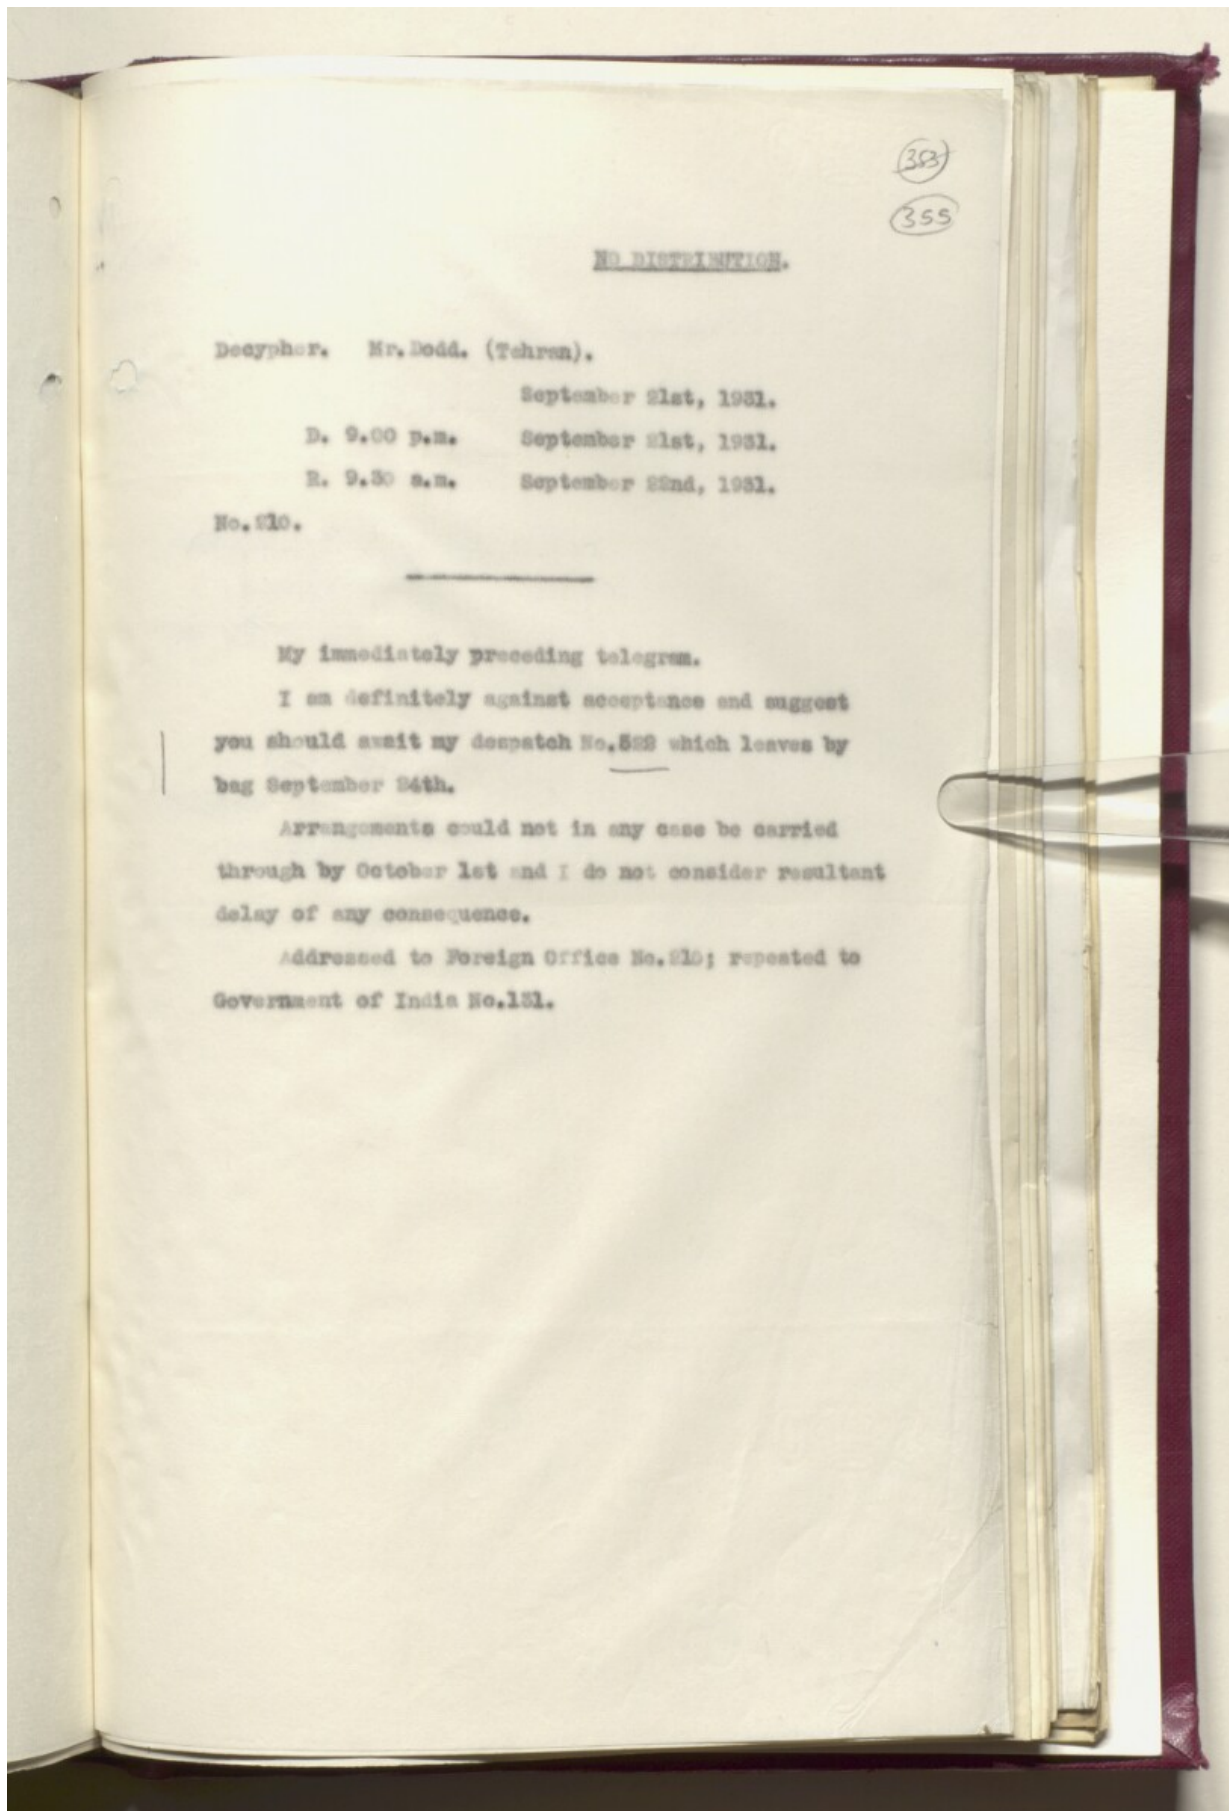 353
355
NO DISTRIBUTION.
Decypher. Mr.Dodd. (Tehran).
September 21st, 1931.
D. 9.00 p.m. September 21st, 1931.
R. 9.30 a.m. September 22nd, 1931.
No.210.
My immediately preceding telegram.
I am definitely against acceptance and suggest
you should await my despatch No.522 which leaves by
bag September 24th.
Arrangements could not in any case be carried
through by October 1st and I do not consider resultant
delay of any consequence.
Addressed to Foreign Office No.210; repeated to
Government of India No.131.